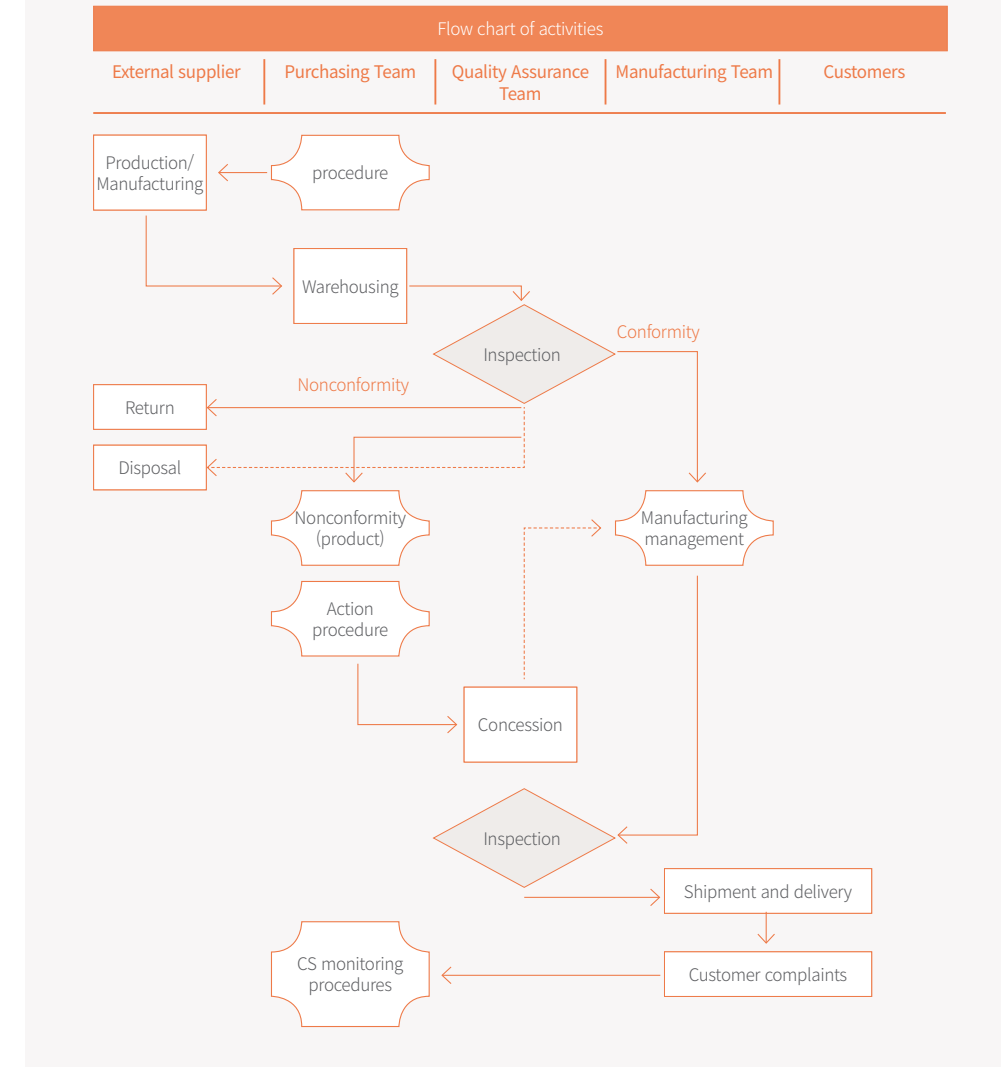 Flow chart of activities
External supplier
Purchasing Team
Quality Assurance
Team
Manufacturing Team
Customers
Production/
Manufacturing
procedure
Warehousing
Inspection
Conformity
Nonconformity
Return
Disposal
Nonconformity
(product)
Manufacturing
management
Action
procedure
Concession
Inspection
Shipment and delivery
CS monitoring
procedures
Customer complaints